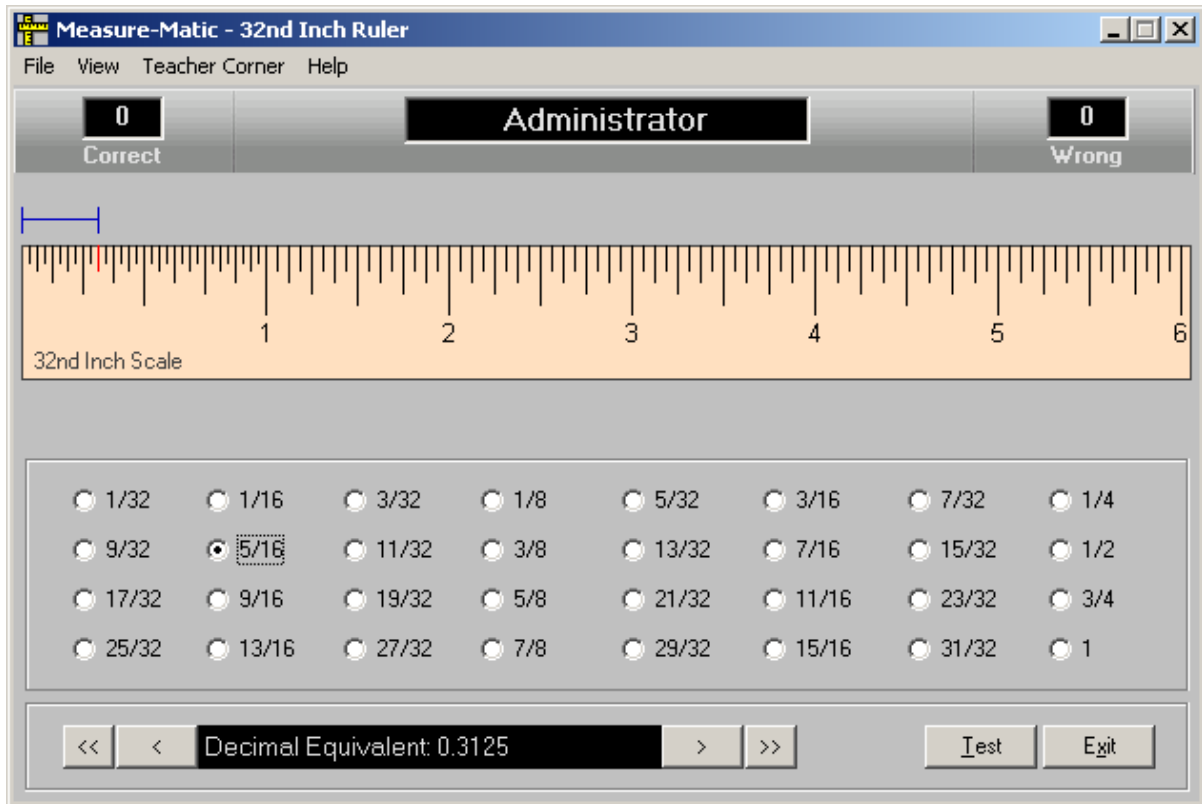 Measure-Matic - 32nd Inch Ruler
File View Teacher Corner Help
0 Administrator 0
Correct Wrong
1 2 3 4 5 6
32nd Inch Scale
1/32 1/16 3/32 1/8 5/32 3/16 7/32 1/4
9/32 5/16 11/32 3/8 13/32 7/16 15/32 1/2
17/32 9/16 19/32 5/8 21/32 11/16 23/32 3/4
25/32 13/16 27/32 7/8 29/32 15/16 31/32 1
<< < Decimal Equivalent: 0.3125 > >> Test Exit